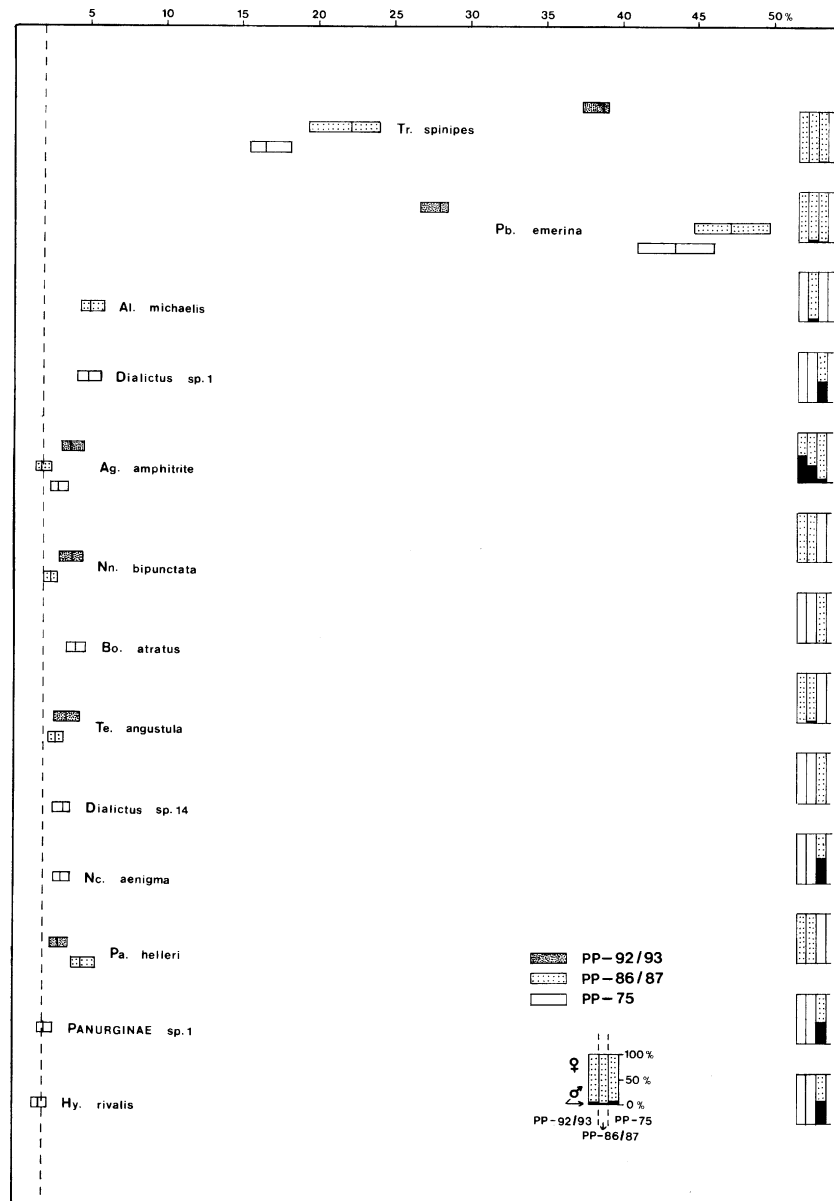 5 10 15 20 25 30 35 40 45 50 %
Tr. spinipes
Pb. emerina
Al. michaelis
Dialictus sp. 1
Ag. amphitrite
Nn. bipunctata
Bo. atratus
Te. angustula
Dialictus sp. 14
Nc. aenigma
Pa. helleri
PANURGINAE sp. 1
Hy. rivalis
PP-92/93
PP-86/87
PP-75
♀ 100 %
50 %
♂ 0 %
PP-92/93 PP-75
PP-86/87